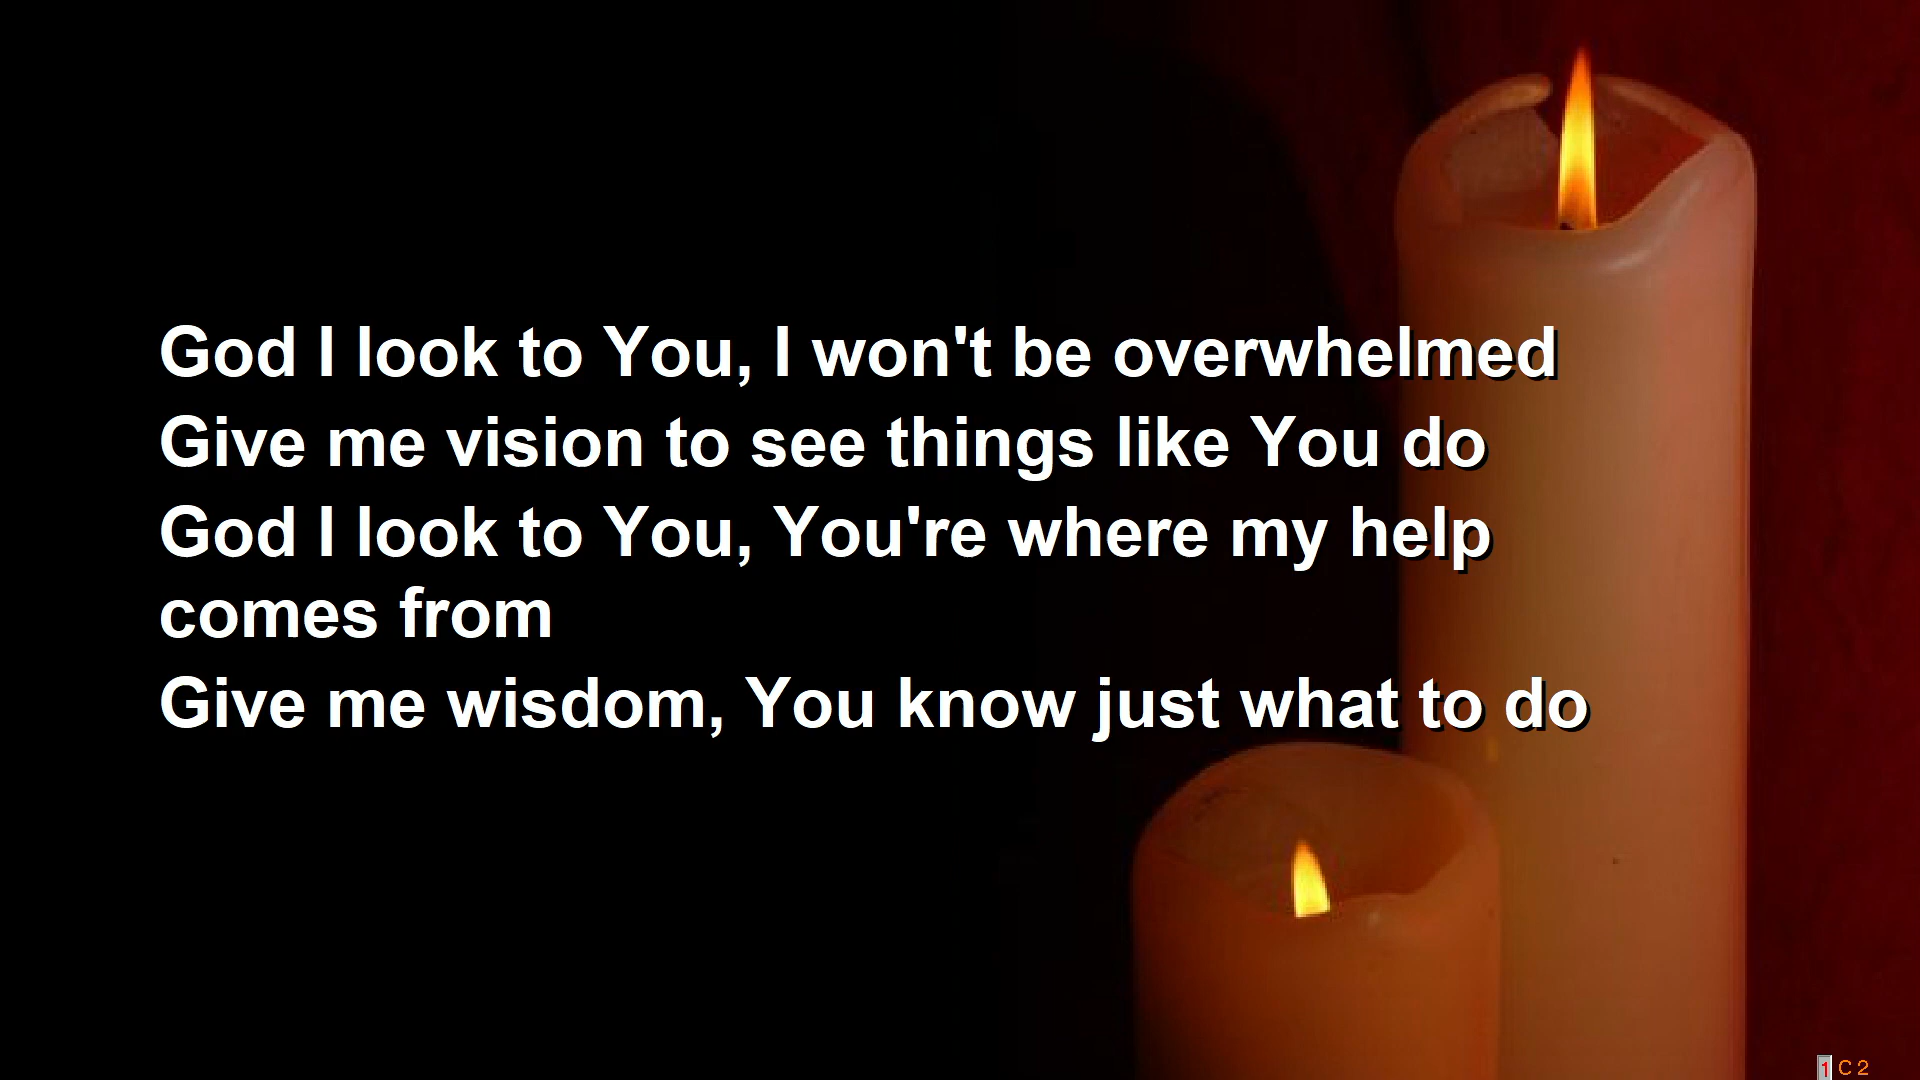 God I look to You, I won't be overwhelmed
Give me vision to see things like You do
God I look to You, You're where my help
comes from
Give me wisdom, You know just what to do
1 C 2